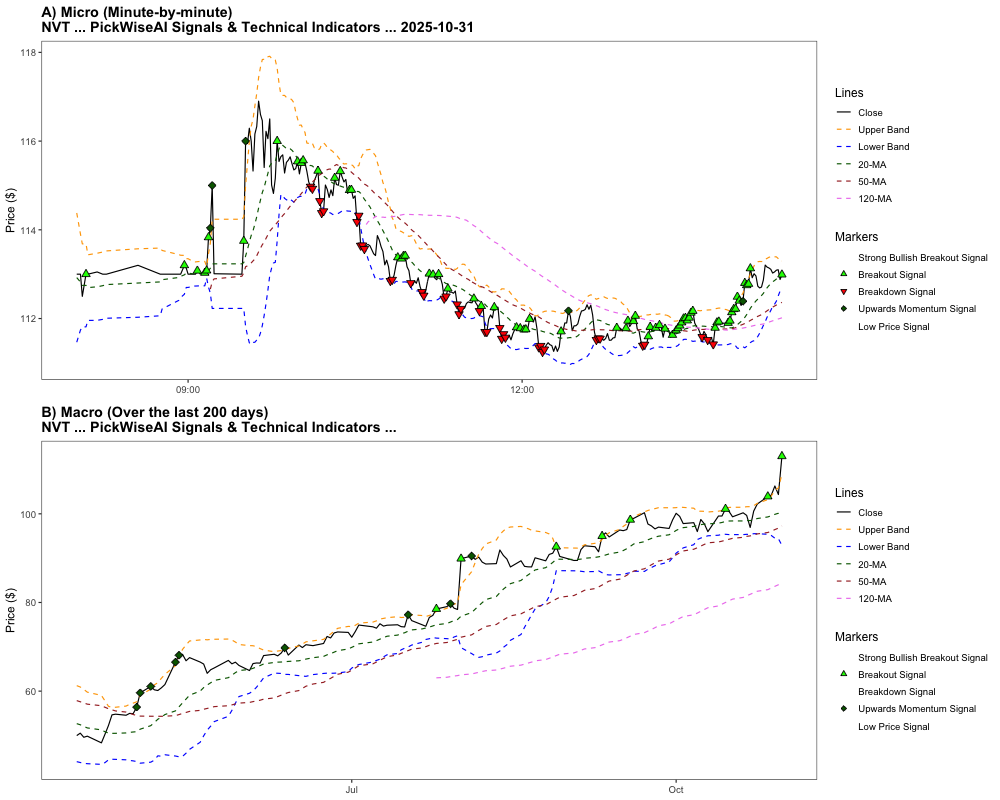 A) Micro (Minute-by-minute)
NVT ... PickWiseAI Signals & Technical Indicators ... 2025-10-31
Price ($)
118
116
114
112
09:00
12:00
Lines
Close
Upper Band
Lower Band
20-MA
50-MA
120-MA
Markers
Strong Bullish Breakout Signal
Breakout Signal
Breakdown Signal
Upwards Momentum Signal
Low Price Signal
B) Macro (Over the last 200 days)
NVT ... PickWiseAI Signals & Technical Indicators ...
Price ($)
100
80
60
Jul
Oct
Lines
Close
Upper Band
Lower Band
20-MA
50-MA
120-MA
Markers
Strong Bullish Breakout Signal
Breakout Signal
Breakdown Signal
Upwards Momentum Signal
Low Price Signal